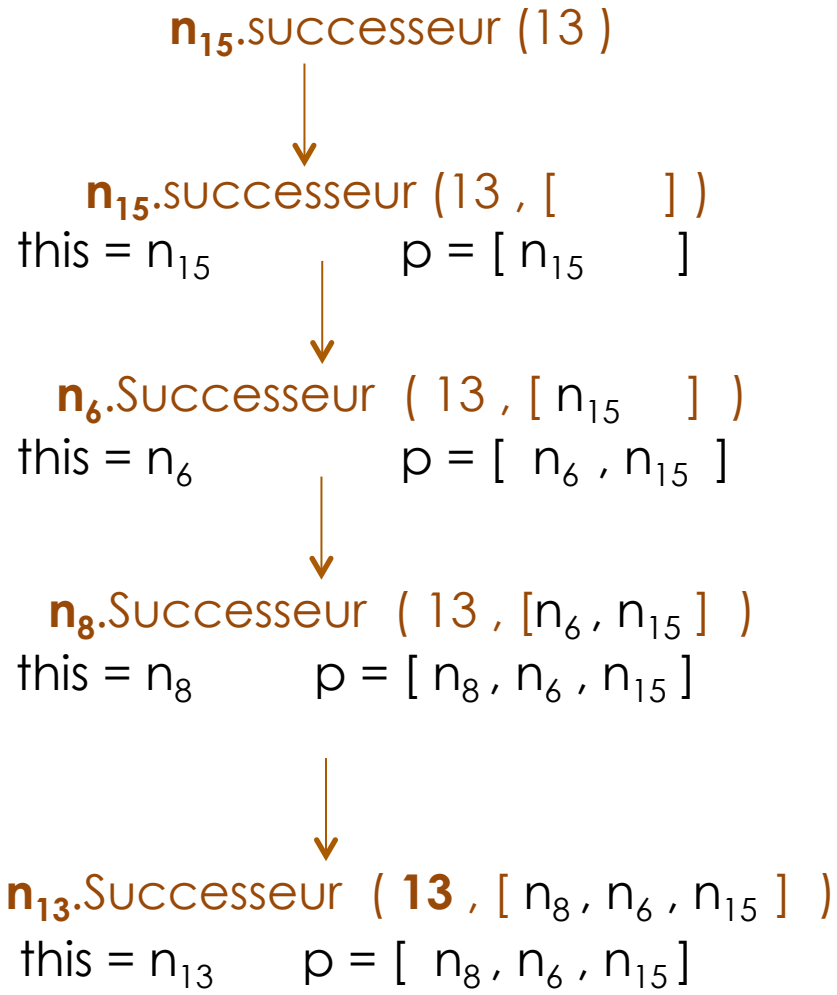 n₁₅.successeur (13 )
n₁₅.successeur (13 , [ ] )
this = n₁₅ p = [ n₁₅ ]
n₆.Successeur ( 13 , [ n₁₅ ] )
this = n₆ p = [ n₆ , n₁₅ ]
n₈.Successeur ( 13 , [n₆ , n₁₅ ] )
this = n₈ p = [ n₈ , n₆ , n₁₅ ]
n₁₃.Successeur ( 13 , [ n₈ , n₆ , n₁₅ ] )
this = n₁₃ p = [ n₈ , n₆ , n₁₅ ]